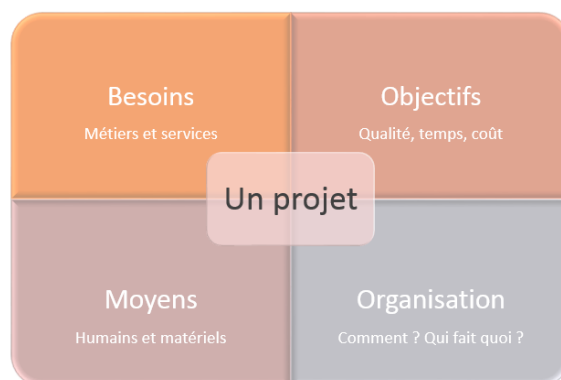 Besoins
Métiers et services
Objectifs
Qualité, temps, coût
Un projet
Moyens
Humains et matériels
Organisation
Comment ? Qui fait quoi ?